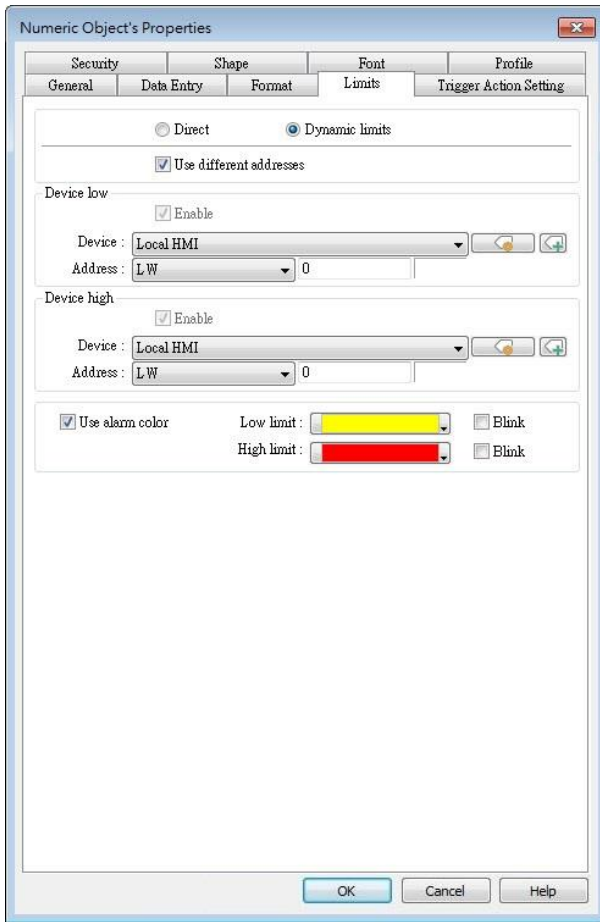 Numeric Object's Properties
Security Shape Font Profile
General Data Entry Format Limits Trigger Action Setting
Direct Dynamic limits
Use different addresses
Device low
Enable
Device : Local HMI
Address : LW 0
Device high
Enable
Device : Local HMI
Address : LW 0
Use alarm color Low limit : Blink
High limit : Blink
OK Cancel Help